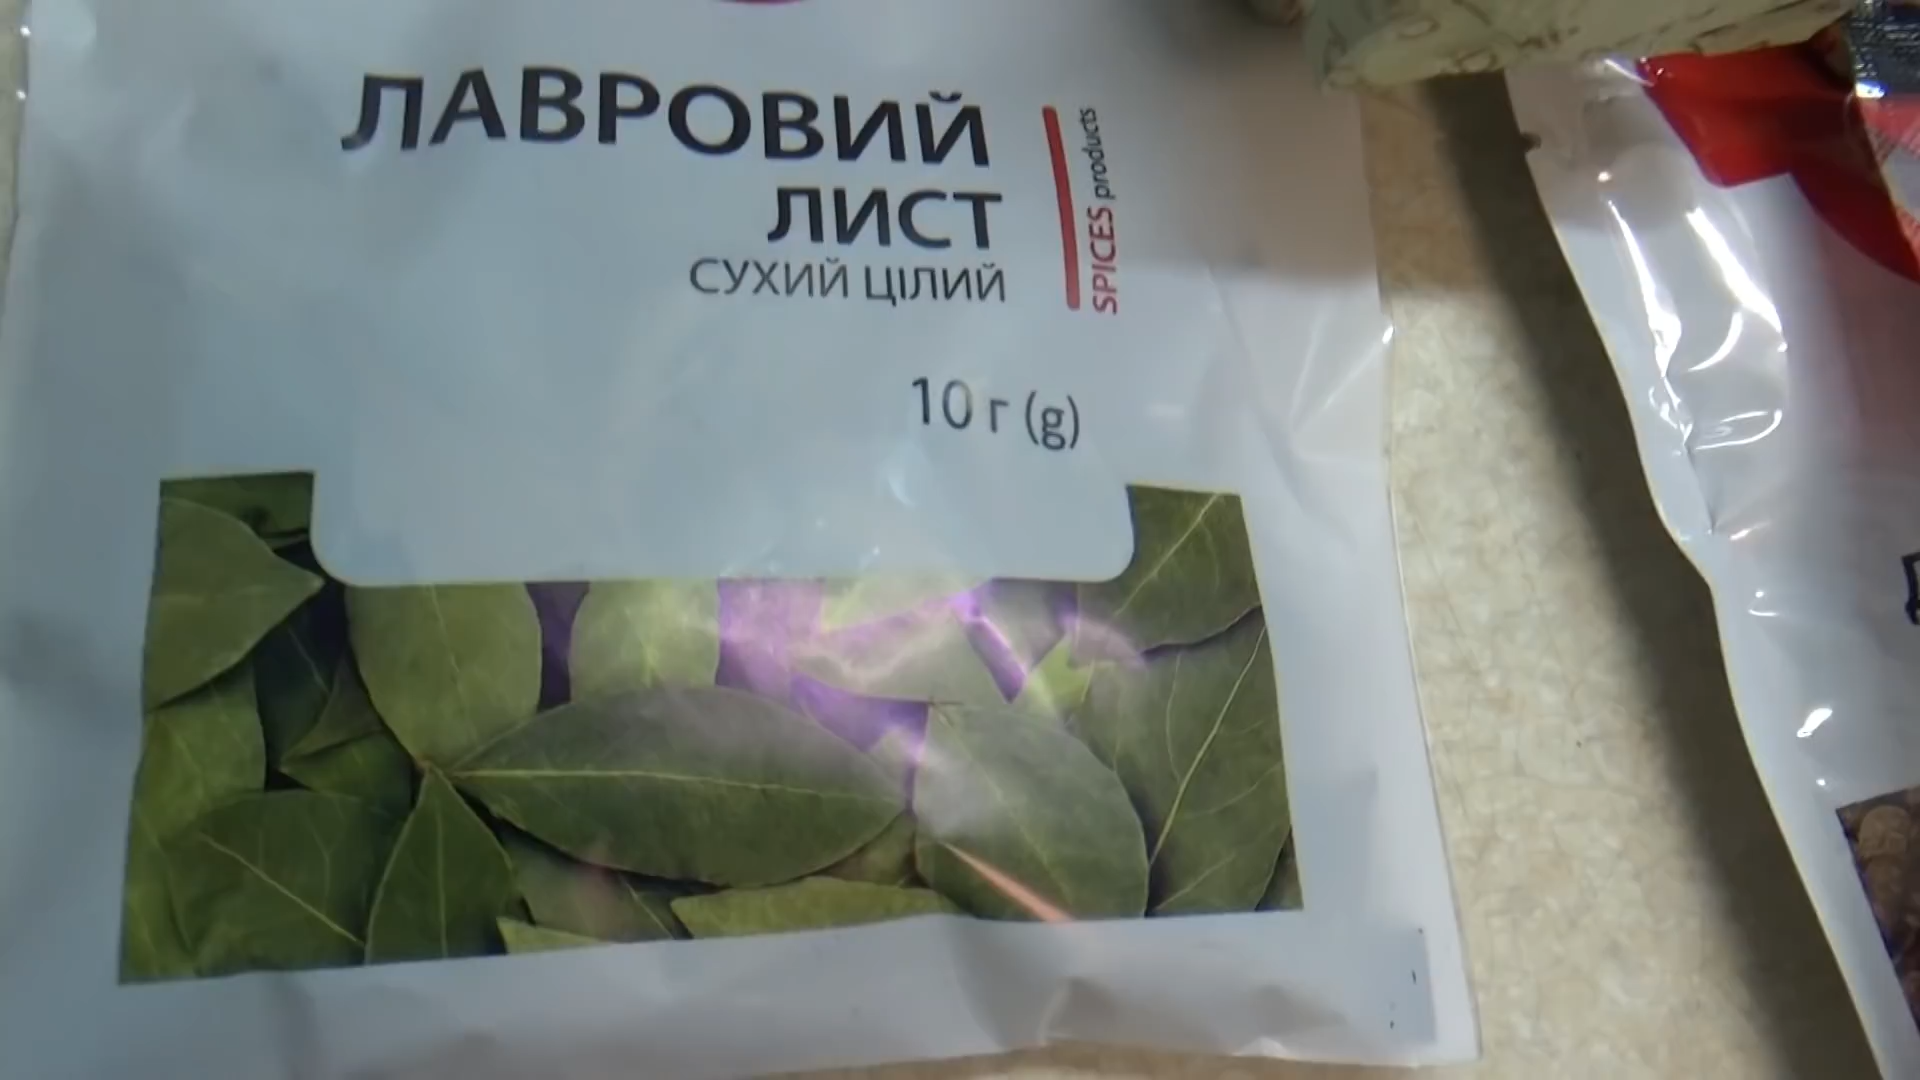 ЛАВРОВИЙ
ЛИСТ
СУХИЙ ЦІЛИЙ
SPICES products
10 г (g)